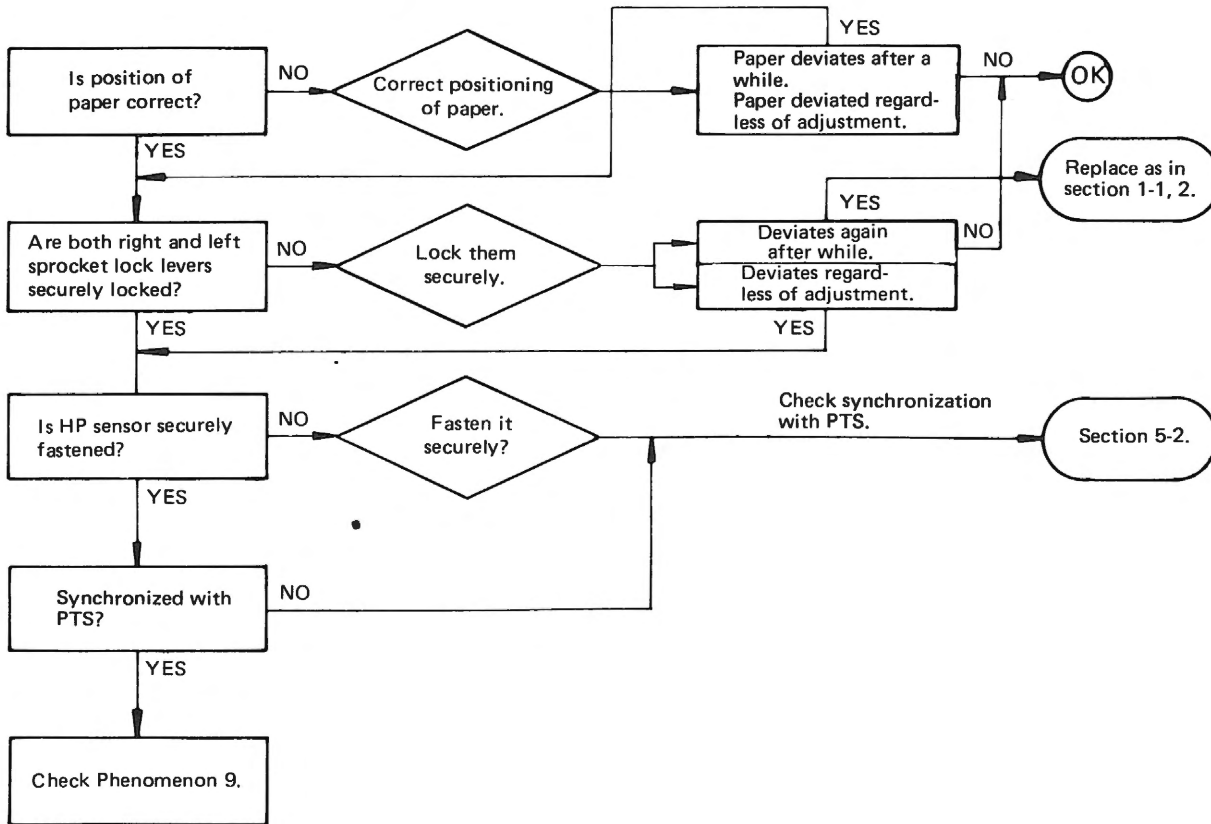 Is position of
paper correct?
NO
Correct positioning
of paper.
YES
Paper deviates after a
while.
Paper deviated regard-
less of adjustment.
NO
OK
YES
Are both right and left
sprocket lock levers
securely locked?
NO
Lock them
securely.
YES
Deviates again
after while.
Deviates regard-
less of adjustment.
NO
YES
Replace as in
section 1-1, 2.
YES
Is HP sensor securely
fastened?
NO
Fasten it
securely?
Check synchronization
with PTS.
Section 5-2.
YES
Synchronized with
PTS?
NO
YES
Check Phenomenon 9.